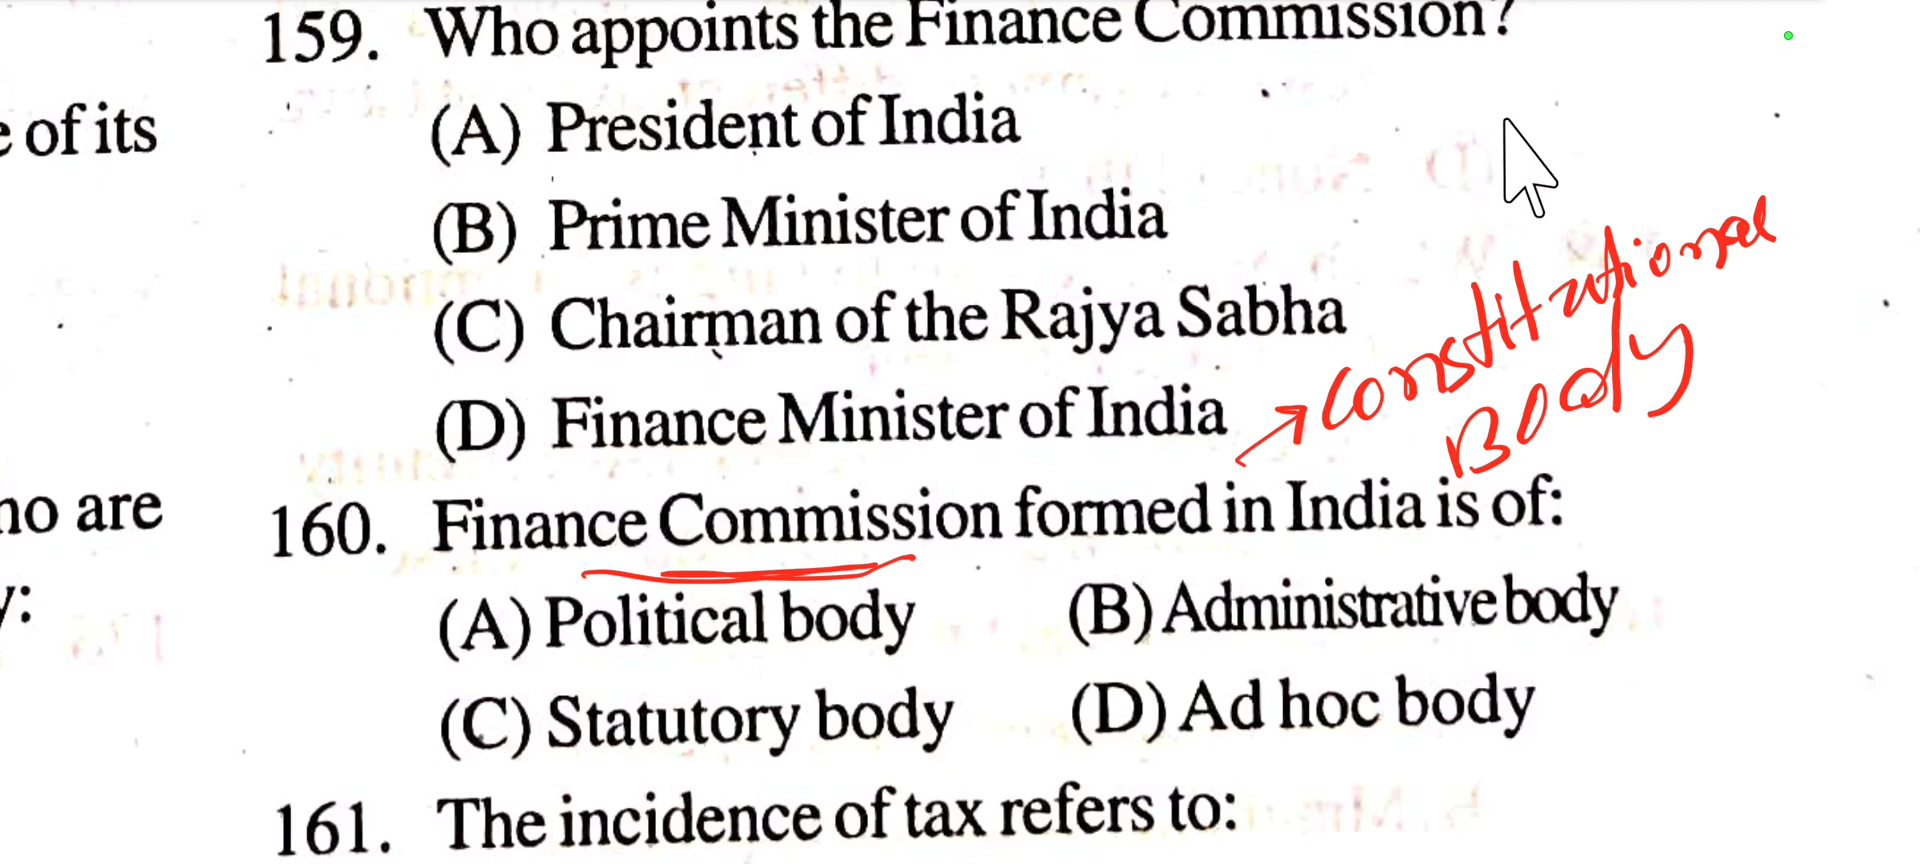 159. Who appoints the Finance Commission?
(A) President of India
e of its
(B) Prime Minister of India
(C) Chairman of the Rajya Sabha
(D) Finance Minister of India
constitutional
Body
no are
160. Finance Commission formed in India is of:
(A) Political body (B) Administrative body
y:
(C) Statutory body (D) Ad hoc body
161. The incidence of tax refers to: